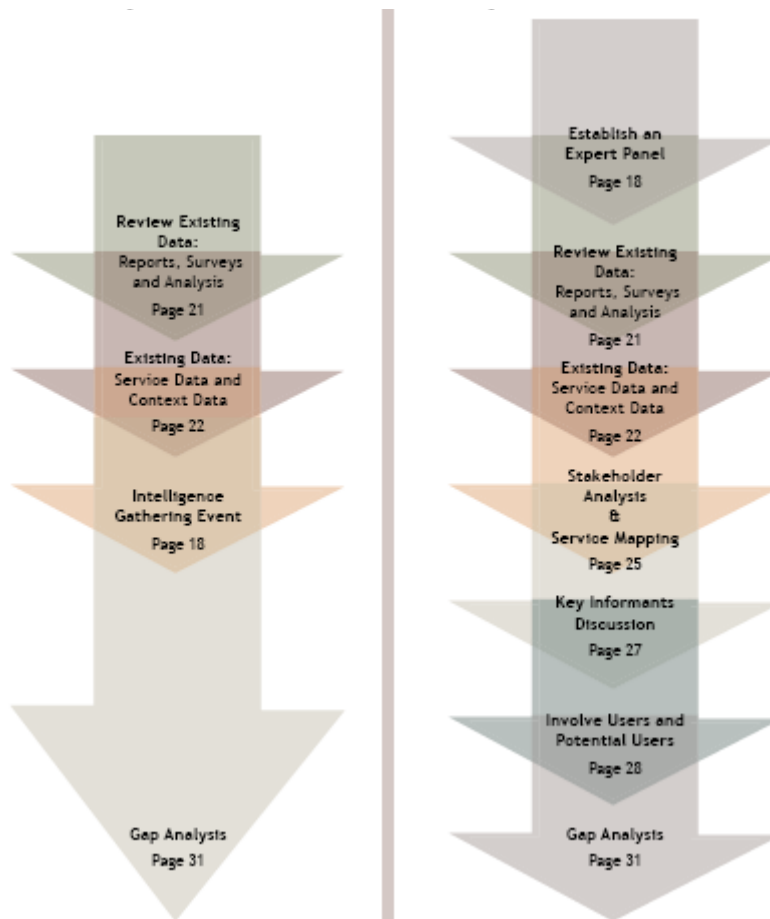 Review Existing
Data:
Reports, Surveys
and Analysis
Page 21
Existing Data:
Service Data and
Context Data
Page 22
Intelligence
Gathering Event
Page 18
Gap Analysis
Page 31
Establish an
Expert Panel
Page 18
Review Existing
Data:
Reports, Surveys
and Analysis
Page 21
Existing Data:
Service Data and
Context Data
Page 22
Stakeholder
Analysis
&
Service Mapping
Page 25
Key Informants
Discussion
Page 27
Involve Users and
Potential Users
Page 28
Gap Analysis
Page 31